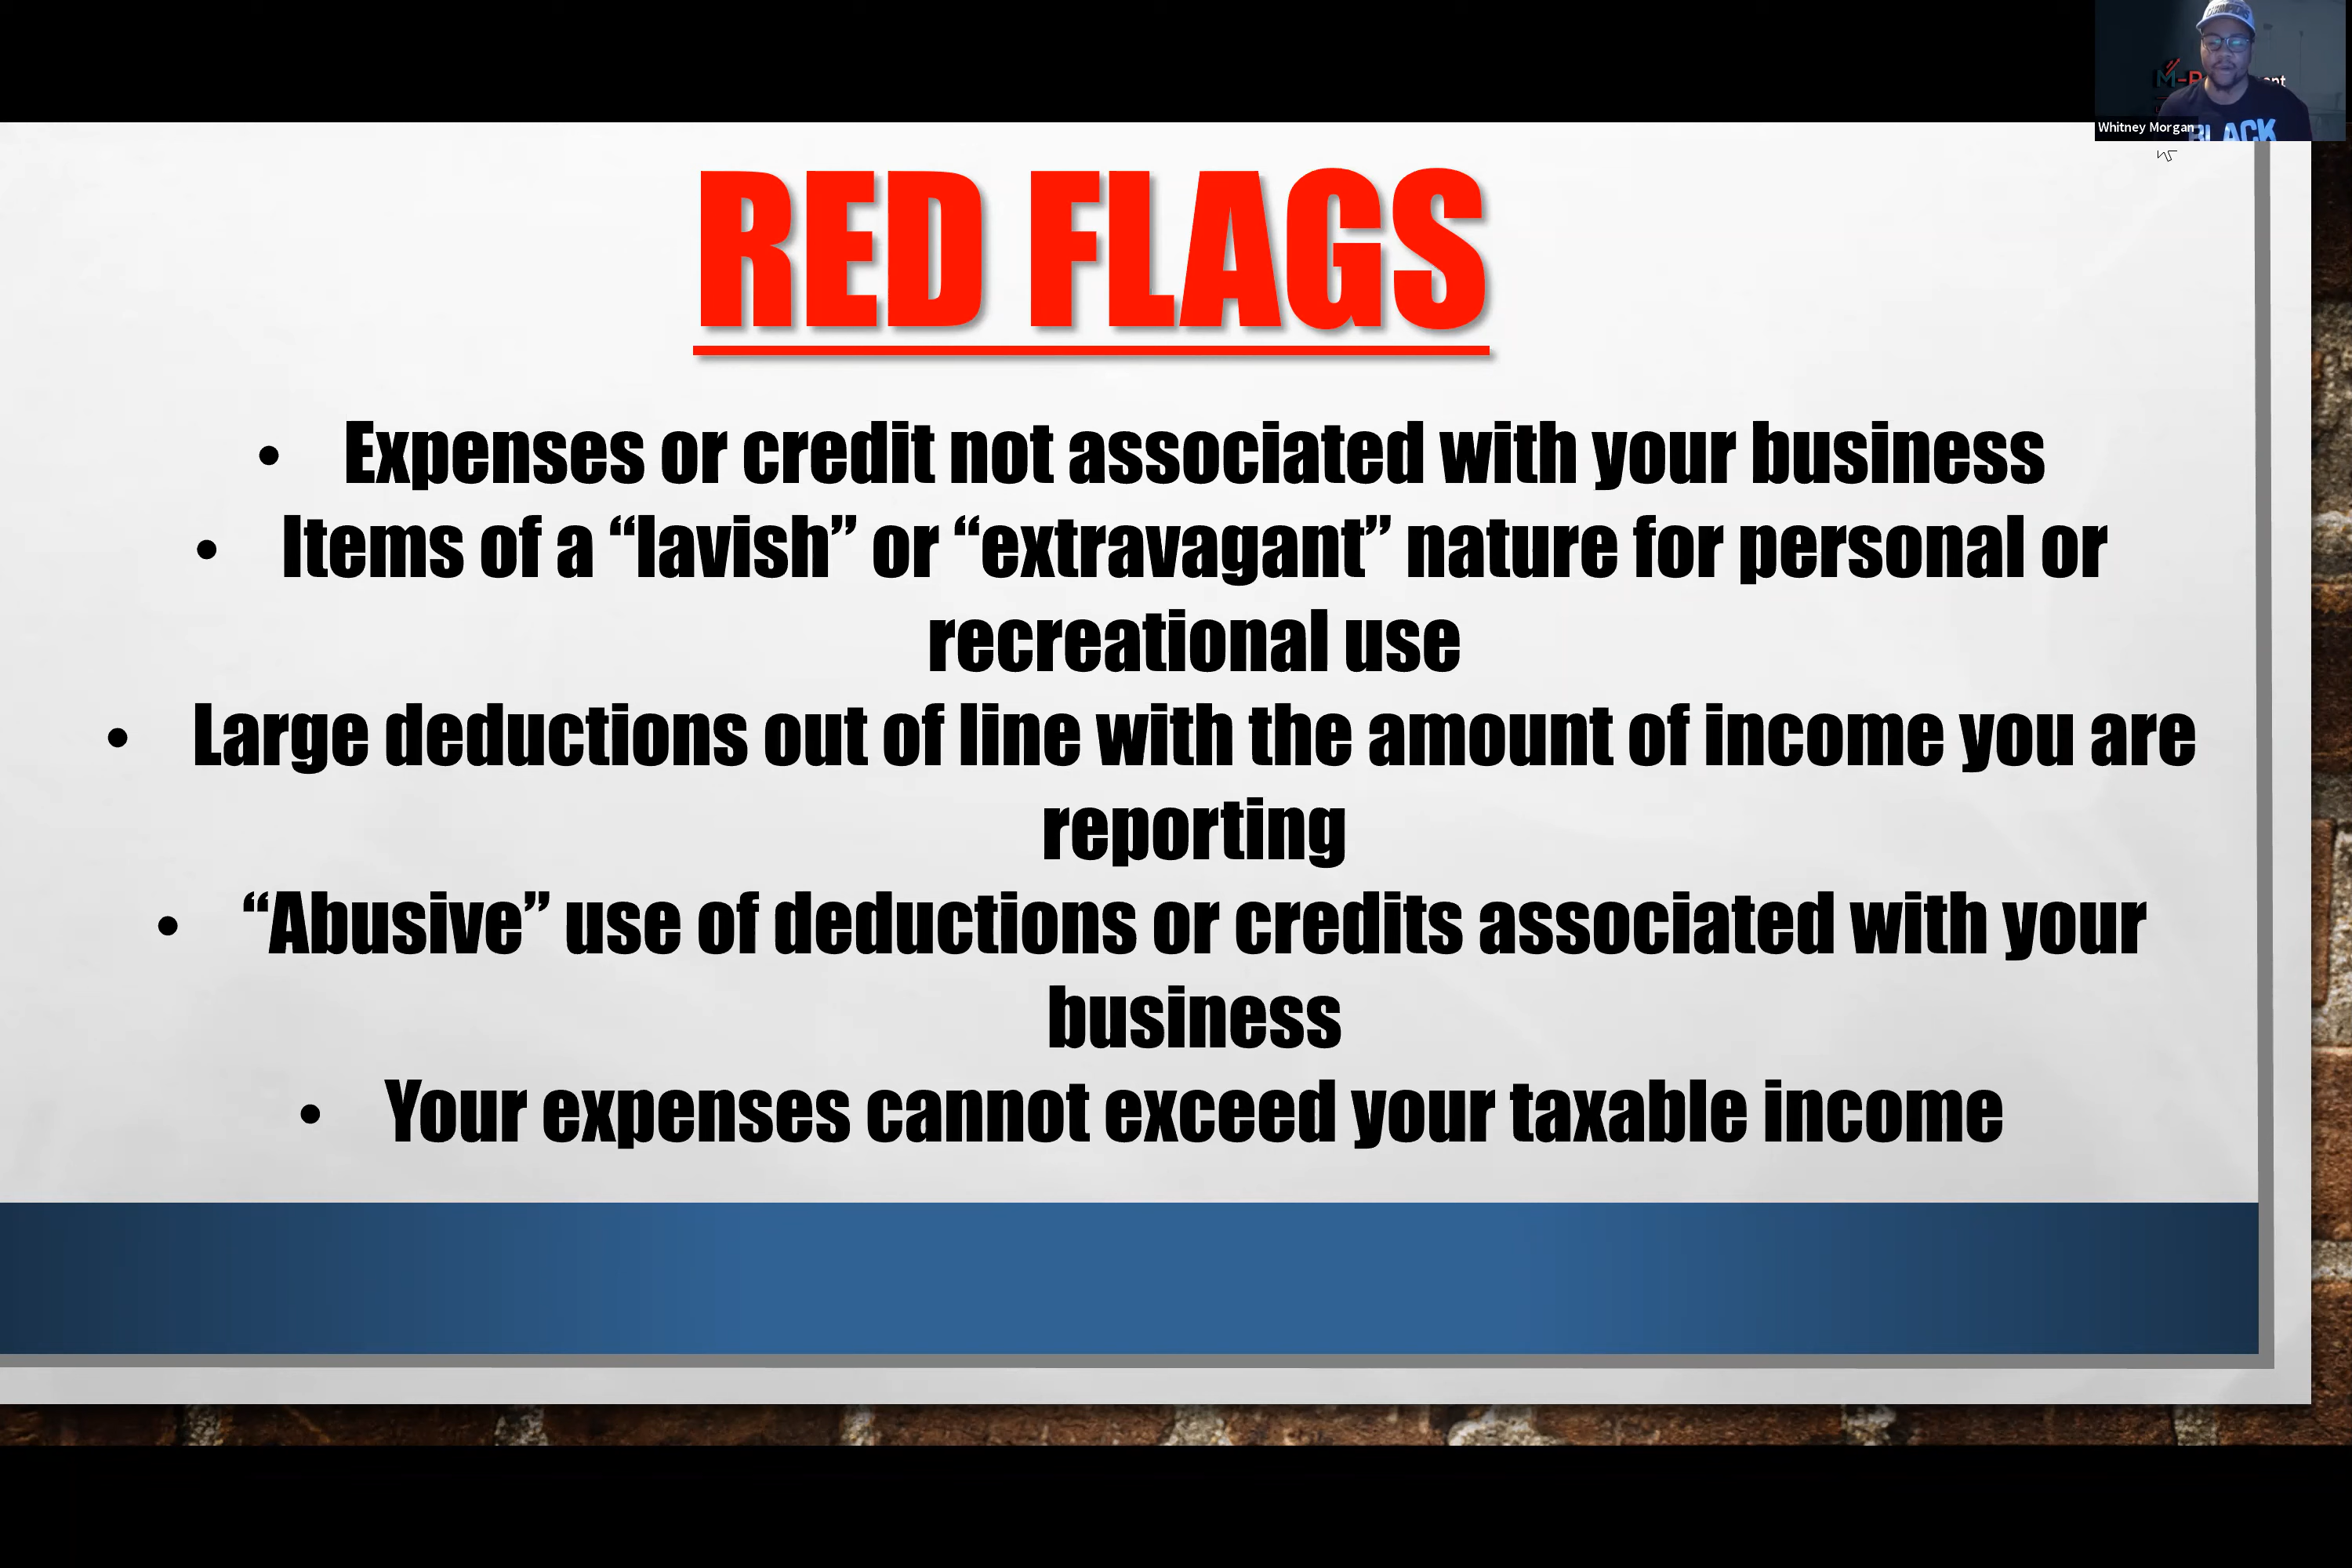 Whitney Morgan
BLACK
RED FLAGS
• Expenses or credit not associated with your business
• Items of a “lavish” or “extravagant” nature for personal or
recreational use
• Large deductions out of line with the amount of income you are
reporting
• “Abusive” use of deductions or credits associated with your
business
• Your expenses cannot exceed your taxable income